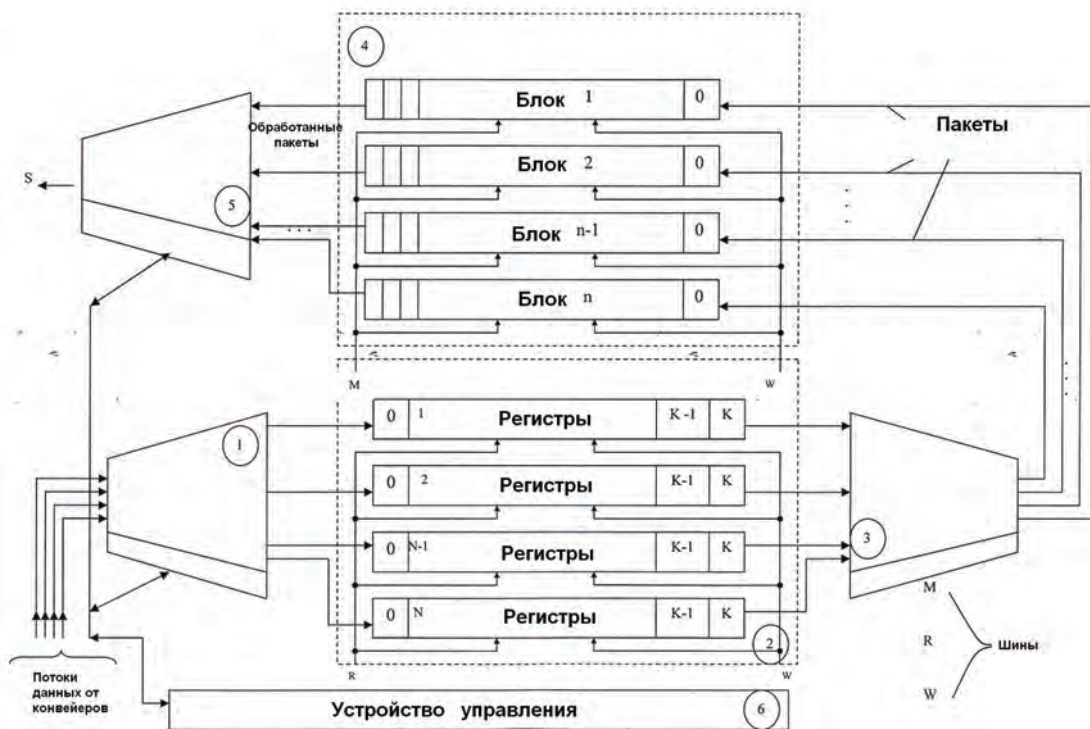 4
Блок 1 0
Обработанные
пакеты
Пакеты
Блок 2 0
S
5
. . .
Блок n-1 0
Блок n 0
M
W
1
0 1 Регистры K -1 K
0 2 Регистры K-1 K
0 N-1 Регистры K-1 K
3
0 N Регистры K-1 K
2
M
R
W
Шины
R
W
Потоки
данных от
конвейеров
Устройство управления 6